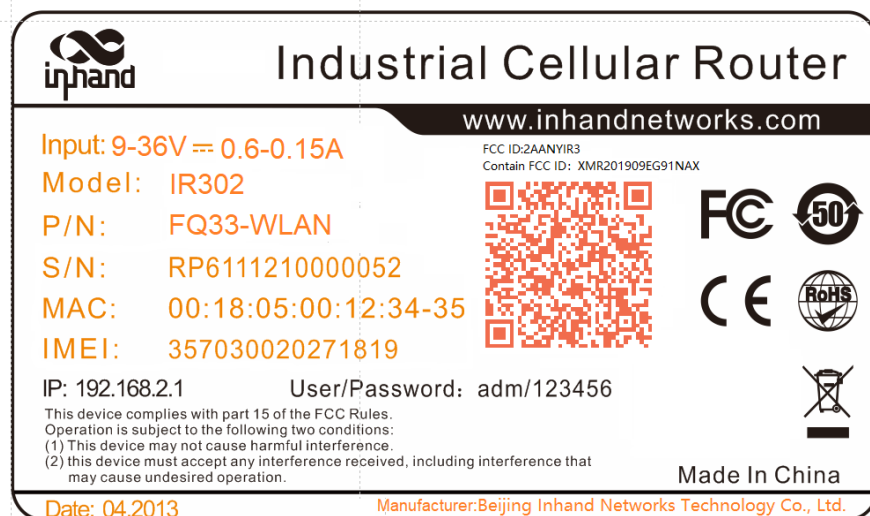 inhand
Industrial Cellular Router
www.inhandnetworks.com
Input: 9-36V ⎓ 0.6-0.15A
FCC ID:2AANYIR3
Contain FCC ID: XMR201909EG91NAX
Model: IR302
P/N: FQ33-WLAN
S/N: RP6111210000052
MAC: 00:18:05:00:12:34-35
IMEI: 357030020271819
FC
50
CE
RoHS
IP: 192.168.2.1 User/Password: adm/123456
This device complies with part 15 of the FCC Rules.
Operation is subject to the following two conditions:
(1) This device may not cause harmful interference.
(2) this device must accept any interference received, including interference that
may cause undesired operation.
Made In China
Date: 04.2013
Manufacturer:Beijing Inhand Networks Technology Co., Ltd.